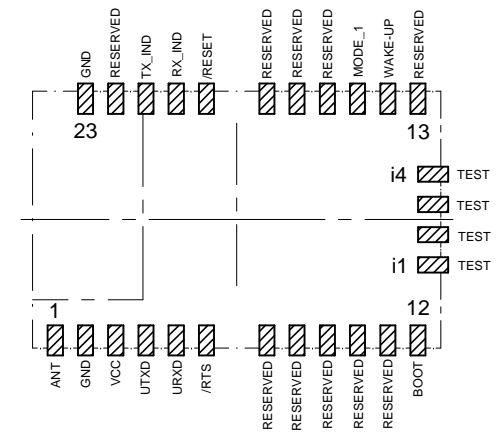 GND
RESERVED
TX_IND
RX_IND
/RESET
RESERVED
RESERVED
RESERVED
MODE_1
WAKE-UP
RESERVED
23
13
i4
TEST
TEST
TEST
i1
TEST
1
12
ANT
GND
VCC
UTXD
URXD
/RTS
RESERVED
RESERVED
RESERVED
RESERVED
RESERVED
BOOT